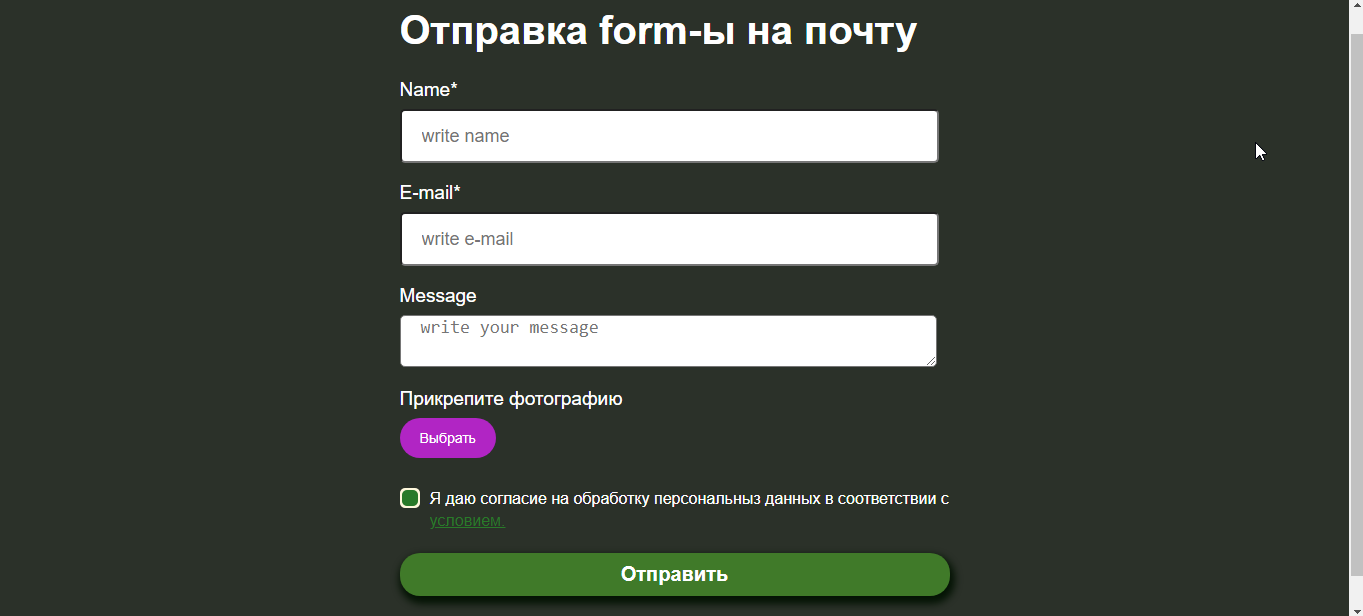 Отправка form-ы на почту
Name*
write name
E-mail*
write e-mail
Message
write your message
Прикрепите фотографию
Выбрать
Я даю согласие на обработку персональныз данных в соответствии с
условием.
Отправить